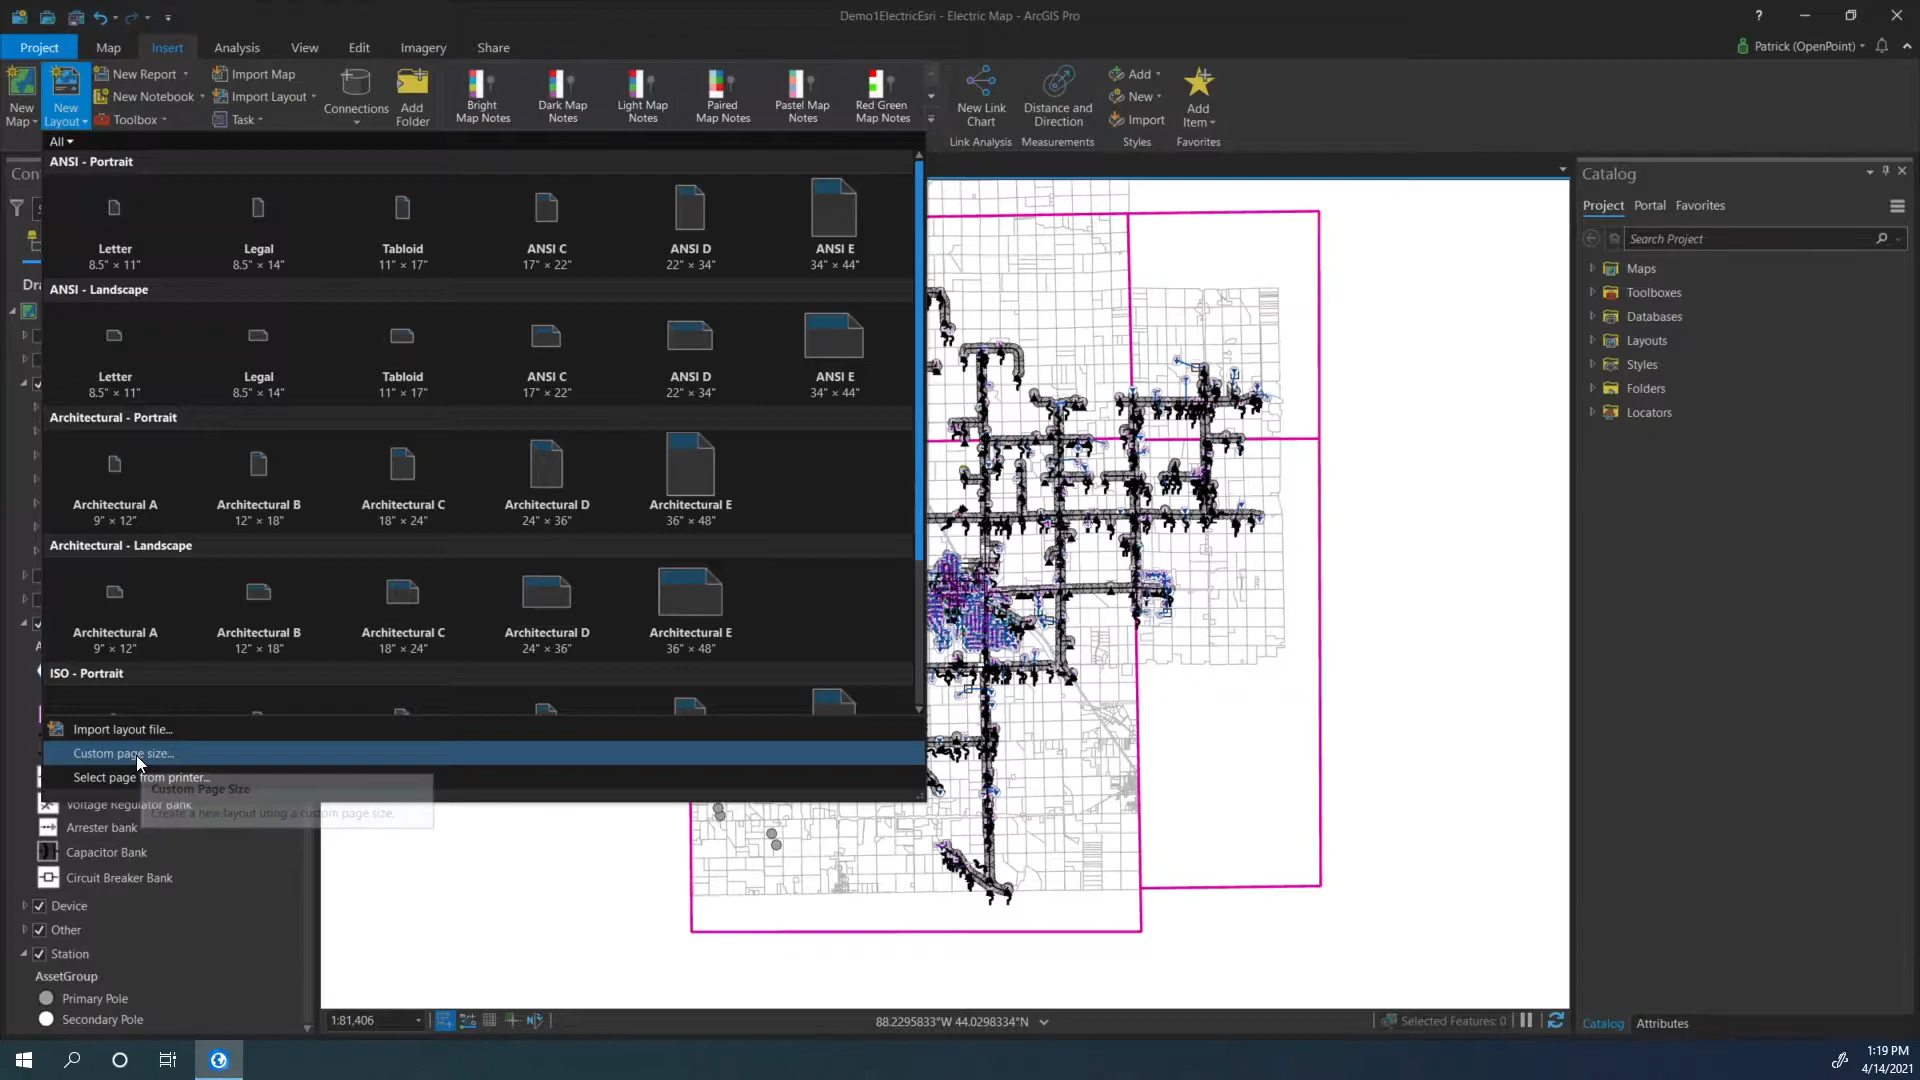 Demo1ElectricEsri - Electric Map - ArcGIS Pro
?
Project
Map
Insert
Analysis
View
Edit
Imagery
Share
Patrick (OpenPoint)
New Map
New Layout
New Report
New Notebook
Toolbox
Import Map
Import Layout
Task
Connections
Add Folder
Bright Map Notes
Dark Map Notes
Light Map Notes
Paired Map Notes
Pastel Map Notes
Red Green Map Notes
New Link Chart
Distance and Direction
Add
New
Import
Add Item
Link Analysis
Measurements
Styles
Favorites
All
ANSI - Portrait
Letter
8.5" × 11"
Legal
8.5" × 14"
Tabloid
11" × 17"
ANSI C
17" × 22"
ANSI D
22" × 34"
ANSI E
34" × 44"
ANSI - Landscape
Letter
8.5" × 11"
Legal
8.5" × 14"
Tabloid
11" × 17"
ANSI C
17" × 22"
ANSI D
22" × 34"
ANSI E
34" × 44"
Architectural - Portrait
Architectural A
9" × 12"
Architectural B
12" × 18"
Architectural C
18" × 24"
Architectural D
24" × 36"
Architectural E
36" × 48"
Architectural - Landscape
Architectural A
9" × 12"
Architectural B
12" × 18"
Architectural C
18" × 24"
Architectural D
24" × 36"
Architectural E
36" × 48"
ISO - Portrait
Import layout file...
Custom page size...
Select page from printer...
Custom Page Size
Create a new layout using a custom page size.
Voltage Regulator Bank
Arrester bank
Capacitor Bank
Circuit Breaker Bank
Device
Other
Station
AssetGroup
Primary Pole
Secondary Pole
1:81,406
88.2295833°W 44.0298334°N
Selected Features: 0
Catalog
Project
Portal
Favorites
Search Project
Maps
Toolboxes
Databases
Layouts
Styles
Folders
Locators
Catalog
Attributes
1:19 PM
4/14/2021